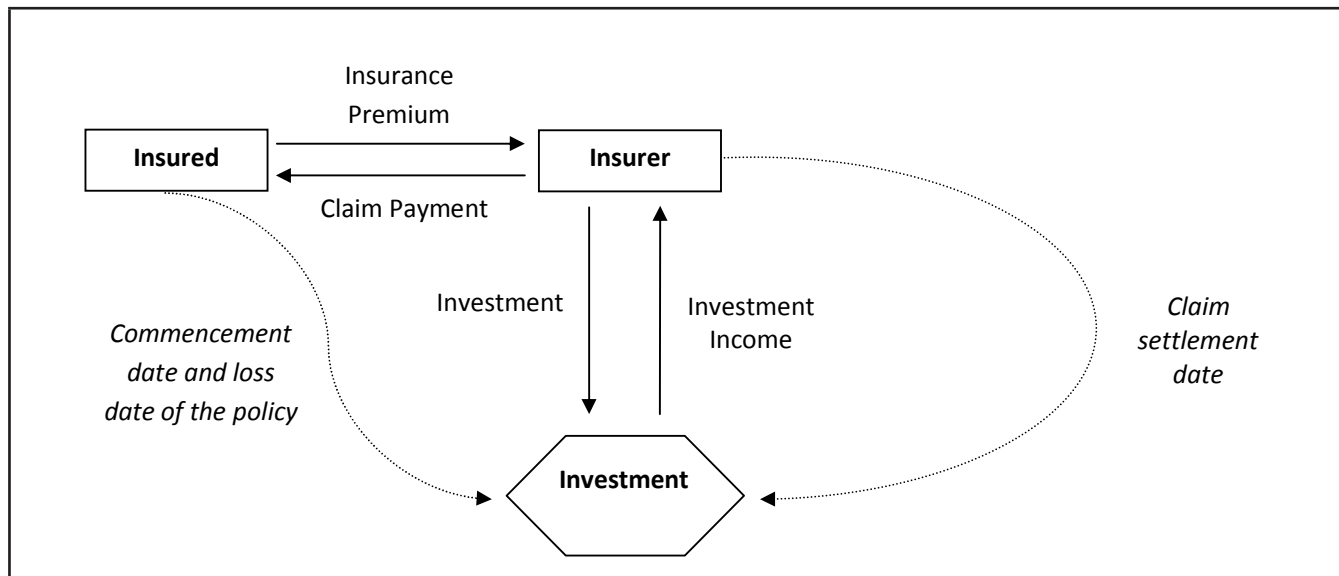 Insurance
Premium
Insured
Insurer
Claim Payment
Investment
Investment
Income
Commencement
date and loss
date of the policy
Claim
settlement
date
Investment